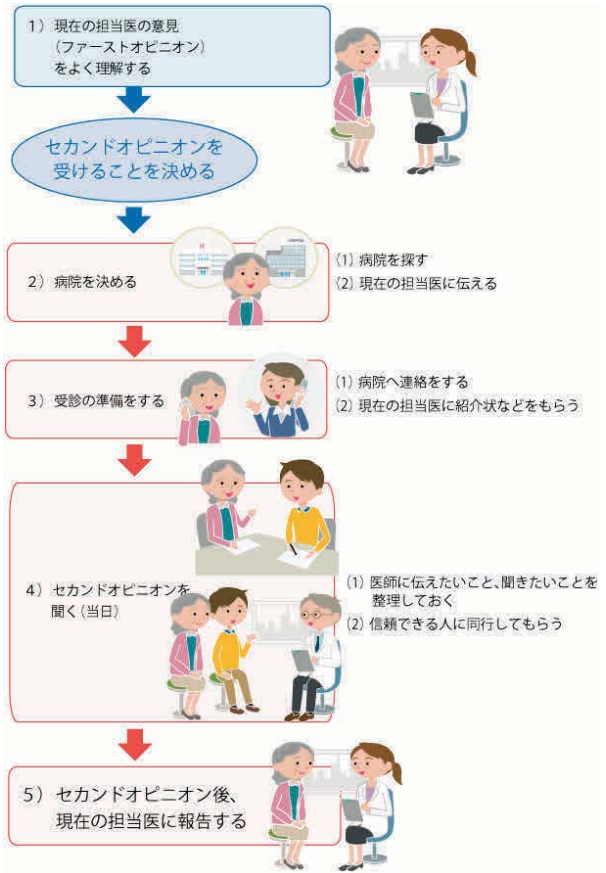 1） 現在の担当医の意見
（ファーストオピニオン）
をよく理解する
セカンドオピニオンを
受けることを決める
2） 病院を決める
(1) 病院を探す
(2) 現在の担当医に伝える
3） 受診の準備をする
(1) 病院へ連絡をする
(2) 現在の担当医に紹介状などをもらう
4） セカンドオピニオンを
聞く（当日）
(1) 医師に伝えたいこと、聞きたいことを
整理しておく
(2) 信頼できる人に同行してもらう
5） セカンドオピニオン後、
現在の担当医に報告する